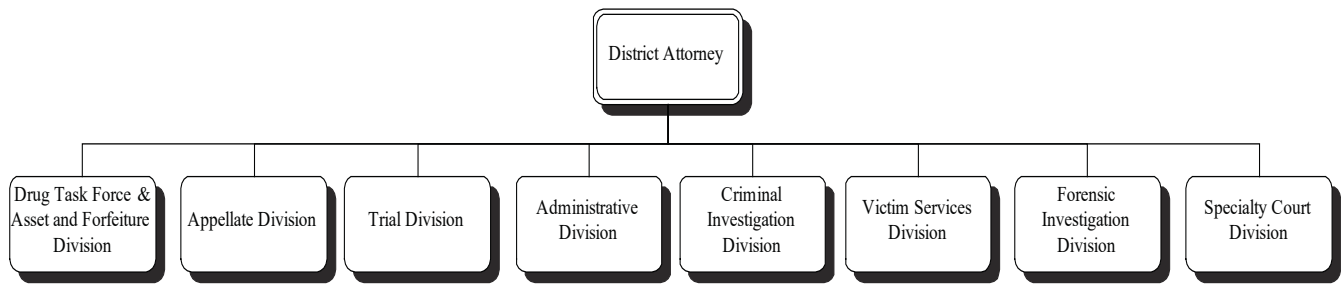 District Attorney
Drug Task Force &
Asset and Forfeiture
Division
Appellate Division
Trial Division
Administrative
Division
Criminal
Investigation
Division
Victim Services
Division
Forensic
Investigation
Division
Specialty Court
Division